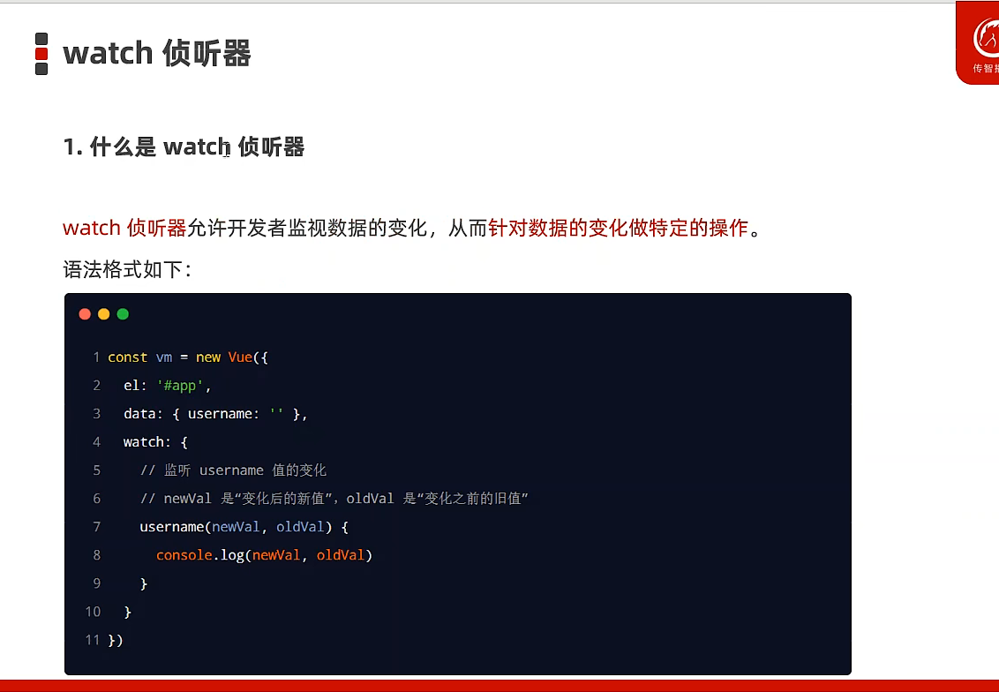 watch 侦听器
传智
1. 什么是 watch 侦听器
watch 侦听器允许开发者监视数据的变化，从而针对数据的变化做特定的操作。
语法格式如下：
1 const vm = new Vue({
2 el: '#app',
3 data: { username: '' },
4 watch: {
5 // 监听 username 值的变化
6 // newVal 是“变化后的新值”，oldVal 是“变化之前的旧值”
7 username(newVal, oldVal) {
8 console.log(newVal, oldVal)
9 }
10 }
11 })